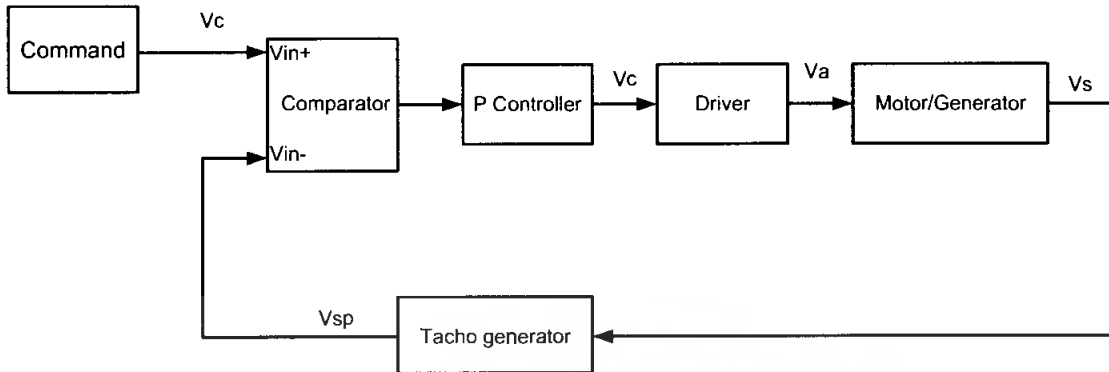 Vc
Command
Vin+
Comparator
Vin-
P Controller
Vc
Driver
Va
Motor/Generator
Vs
Vsp
Tacho generator